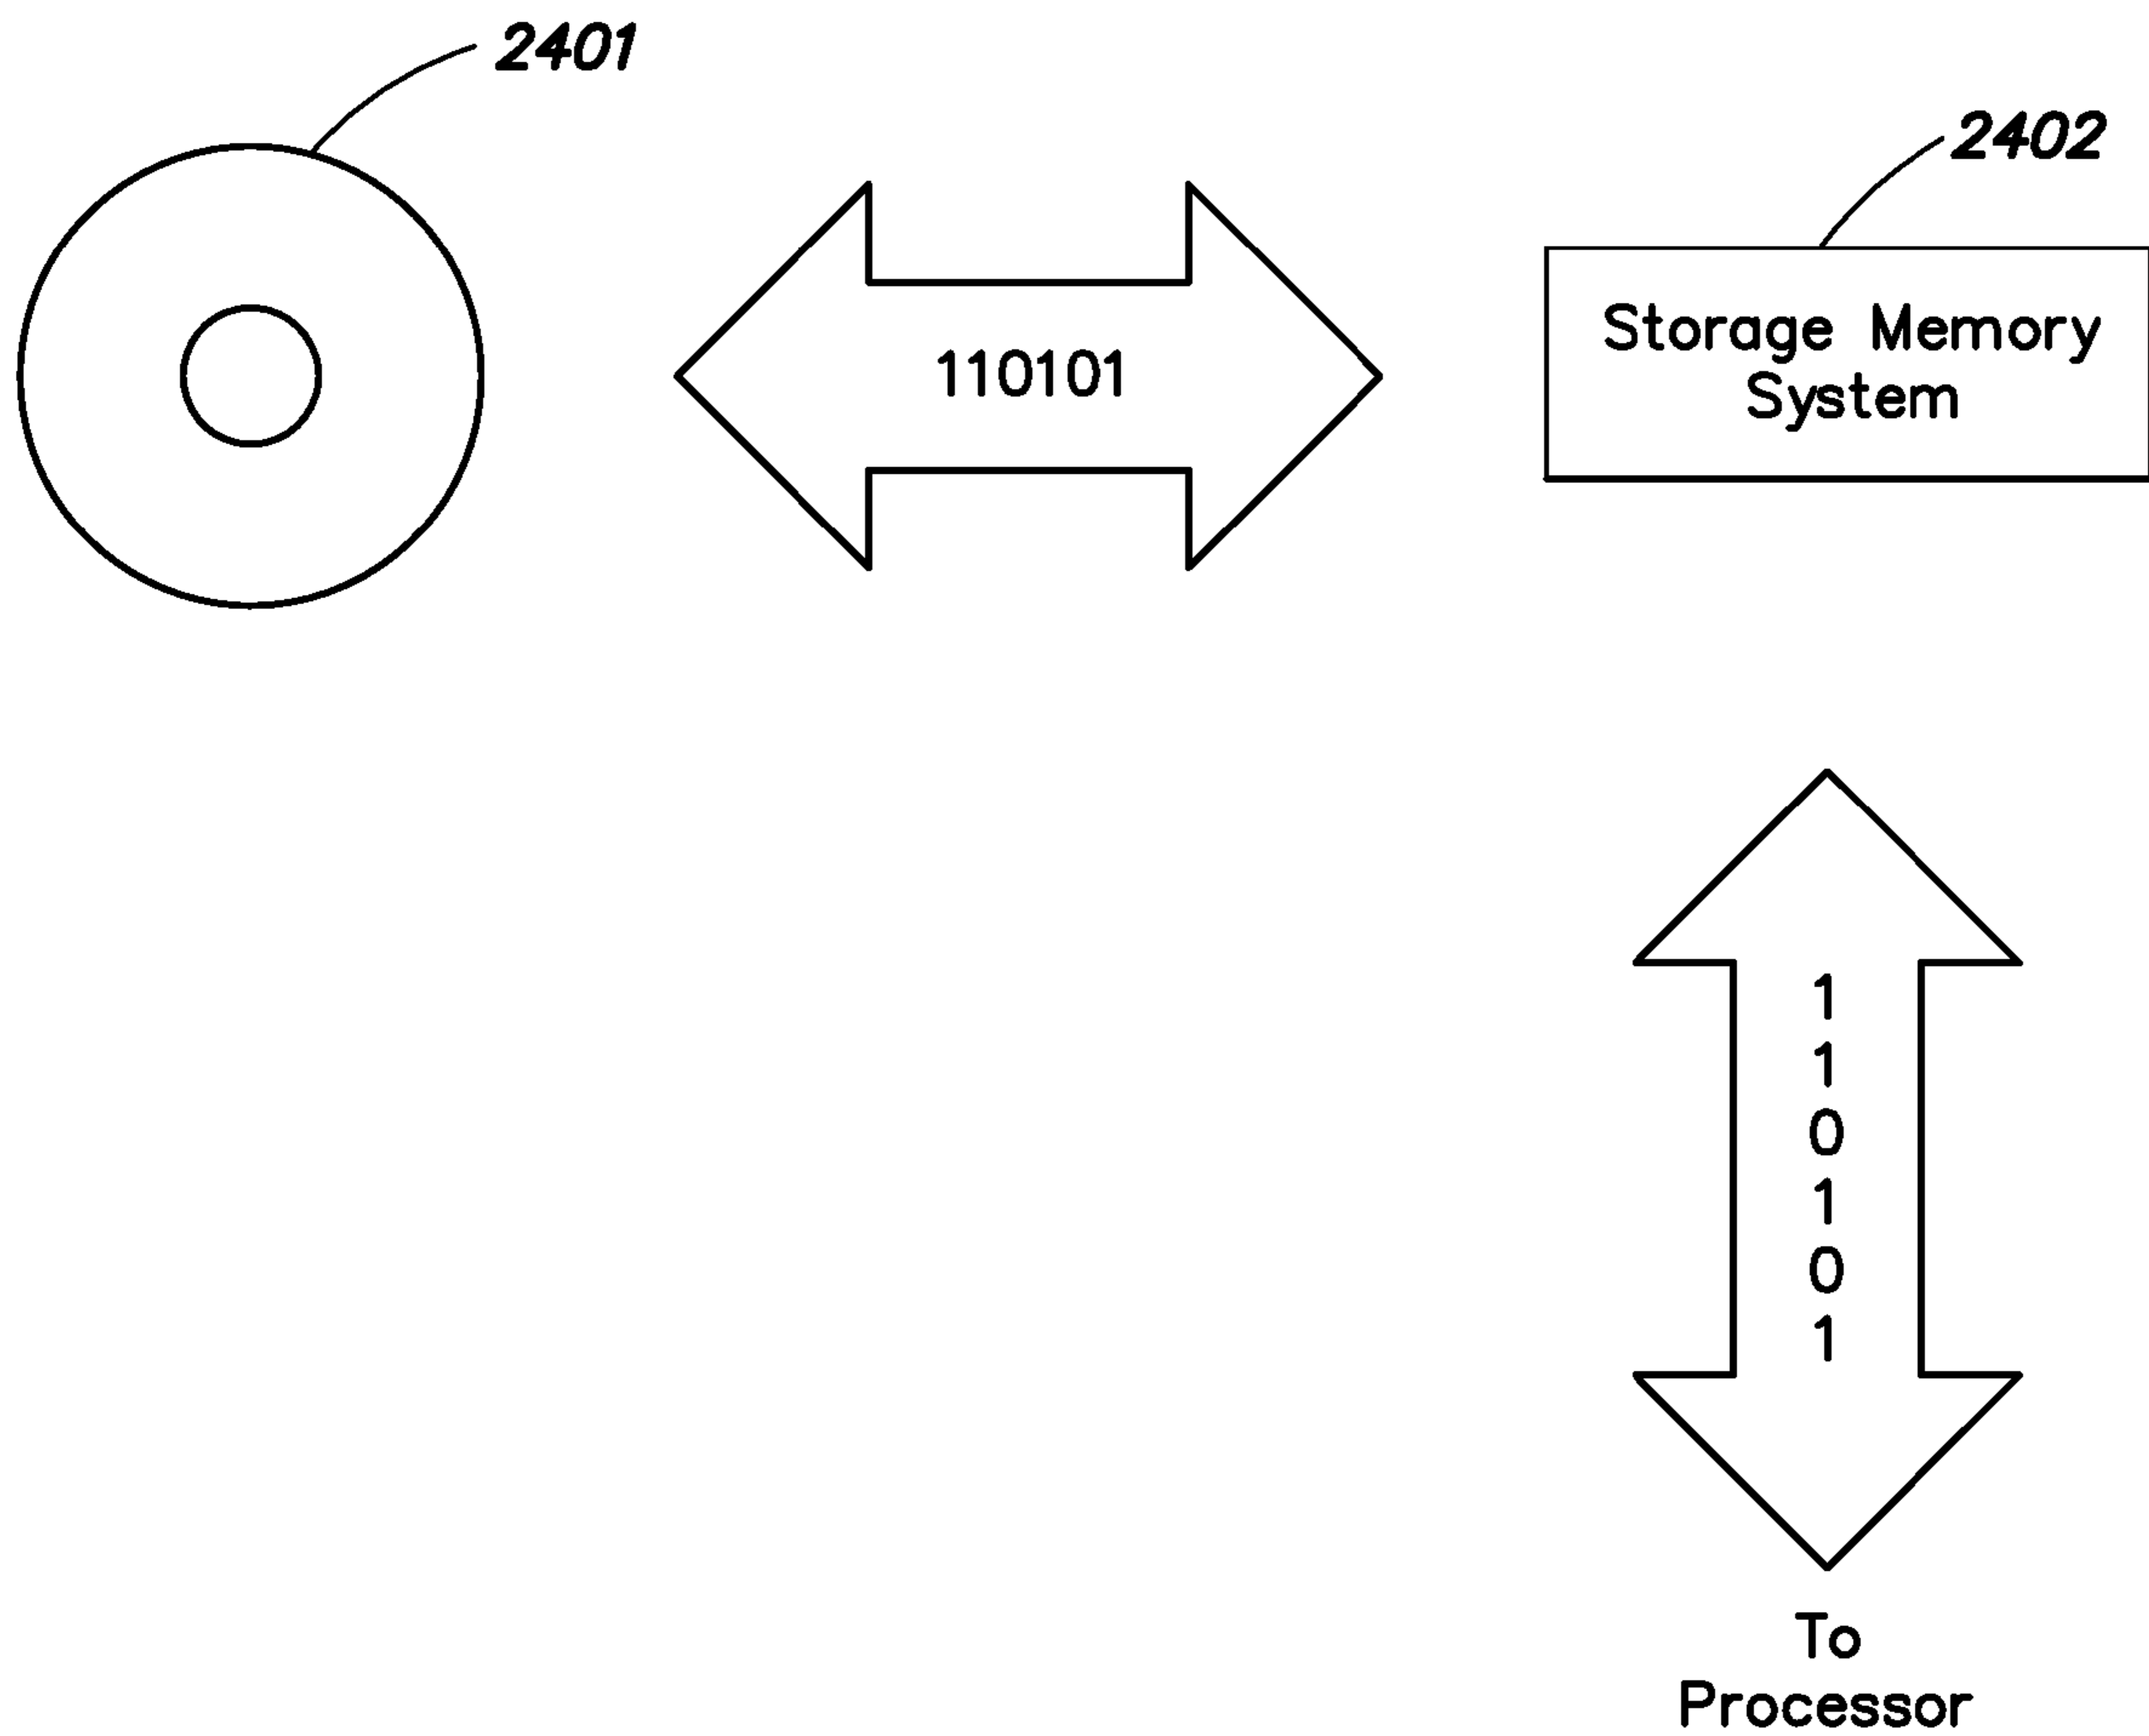 2401
2402
110101
Storage Memory
System
1
1
0
1
0
1
To
Processor